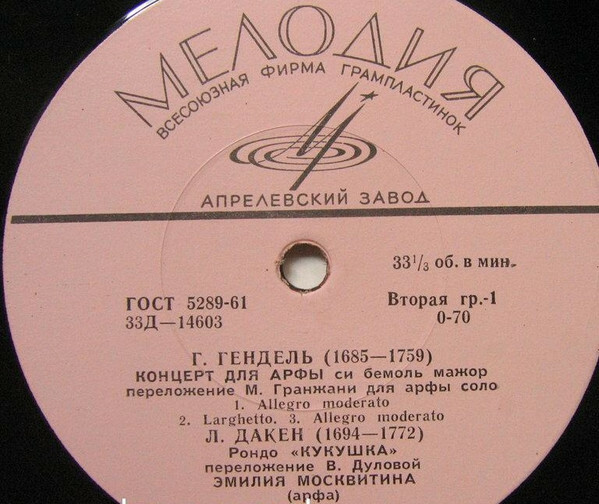 МЕЛОДИЯ
ВСЕСОЮЗНАЯ ФИРМА ГРАМПЛАСТИНОК
АПРЕЛЕВСКИЙ ЗАВОД
33 1/3 об. в мин.
ГОСТ 5289-61
Вторая гр.-1
33Д—14603
0-70
Г. ГЕНДЕЛЬ (1685—1759)
КОНЦЕРТ ДЛЯ АРФЫ си бемоль мажор
переложение М. Гранжани для арфы соло
1. Allegro moderato
2. Larghetto. 3. Allegro moderato
Л. ДАКЕН (1694—1772)
Рондо «КУКУШКА»
переложение В. Дуловой
ЭМИЛИЯ МОСКВИТИНА
(арфа)